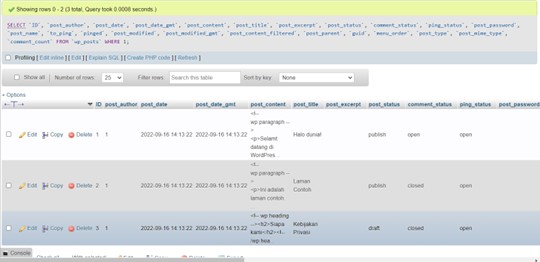 Showing rows 0 - 2 (3 total, Query took 0.0008 seconds.)
SELECT `ID`, `post_author`, `post_date`, `post_date_gmt`, `post_content`, `post_title`, `post_excerpt`, `post_status`, `comment_status`, `ping_status`, `post_password`,
`post_name`, `to_ping`, `pinged`, `post_modified`, `post_modified_gmt`, `post_content_filtered`, `post_parent`, `guid`, `menu_order`, `post_type`, `post_mime_type`,
`comment_count` FROM `wp_posts` WHERE 1;
Profiling [ Edit inline ] [ Edit ] [ Explain SQL ] [ Create PHP code ] [ Refresh ]
Show all Number of rows: 25 Filter rows: Search this table Sort by key: None
+ Options
ID post_author post_date post_date_gmt post_content post_title post_excerpt post_status comment_status ping_status post_password
<!--
wp:paragraph --
>
Edit Copy Delete 1 1 2022-09-16 14:13:22 2022-09-16 14:13:22 <p>Selamt Halo dunia! publish open open
datang di
WordPres...
<!--
wp:paragraph --
>
Edit Copy Delete 2 1 2022-09-16 14:13:22 2022-09-16 14:13:22 <p>Ini adalah Laman Contoh publish closed open
laman contoh...
<!-- wp:heading
Edit Copy Delete 3 1 2022-09-16 14:13:22 2022-09-16 14:13:22 --><h2>Siapa kami</h2><!-- Kebijakan Privasi draft closed open
/wp:hea...
Console